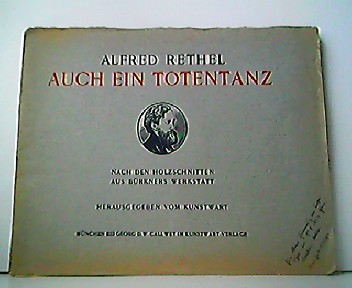 ALFRED RETHEL
AUCH EIN TOTENTANZ
NACH DEN HOLZSCHNITTEN
AUS BÜRKNERS WERKSTATT
HERAUSGEGEBEN VOM KUNSTWART
MÜNCHEN BEI GEORG D. W. CALLWEY IM KUNSTWART-VERLAGE